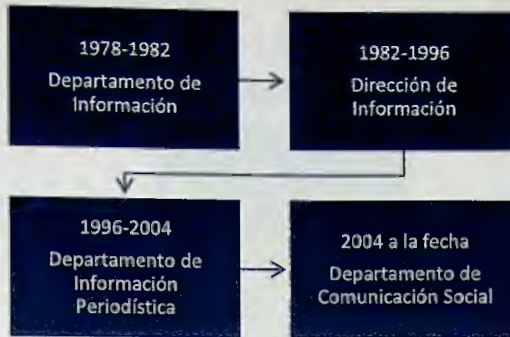 1978-1982
Departamento de
Información
1982-1996
Dirección de
Información
1996-2004
Departamento de
Información
Periodística
2004 a la fecha
Departamento de
Comunicación Social